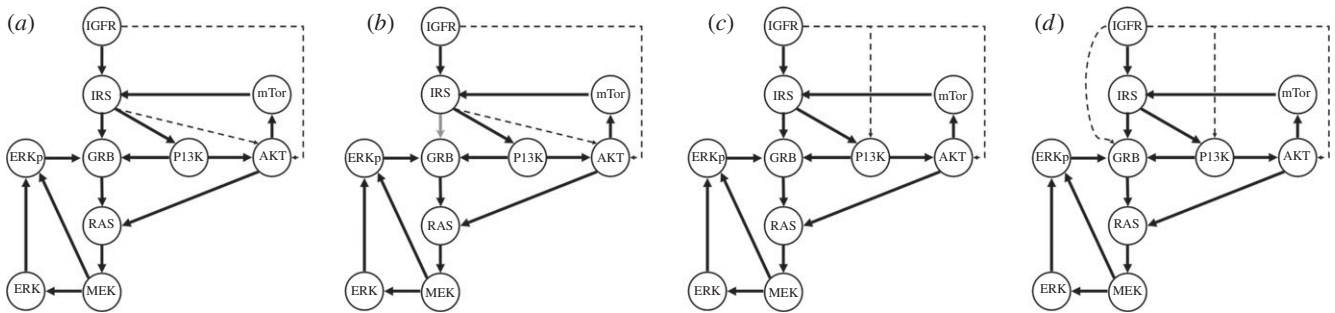 (a)
IGFR
IRS
mTor
ERKp
GRB
P13K
AKT
RAS
ERK
MEK
(b)
IGFR
IRS
mTor
ERKp
GRB
P13K
AKT
RAS
ERK
MEK
(c)
IGFR
IRS
mTor
ERKp
GRB
P13K
AKT
RAS
ERK
MEK
(d)
IGFR
IRS
mTor
ERKp
GRB
P13K
AKT
RAS
ERK
MEK